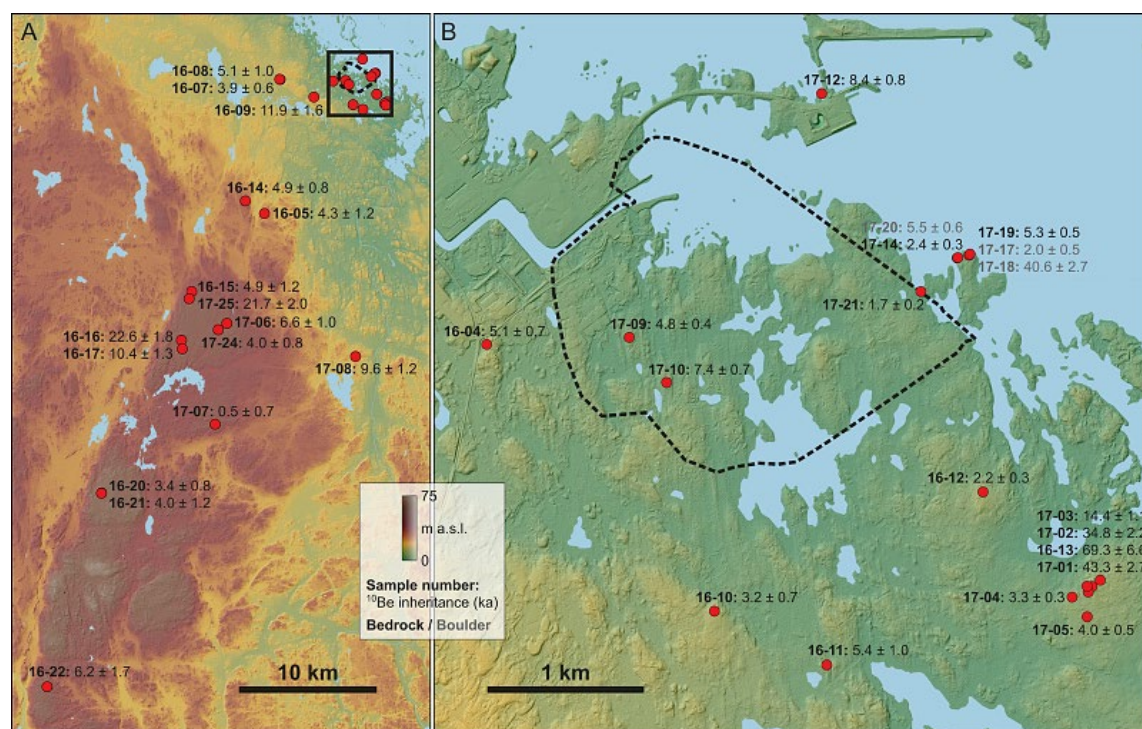 A
16-08: 5.1 ± 1.0
16-07: 3.9 ± 0.6
16-09: 11.9 ± 1.6
16-14: 4.9 ± 0.8
16-05: 4.3 ± 1.2
16-15: 4.9 ± 1.2
17-25: 21.7 ± 2.0
17-06: 6.6 ± 1.0
16-16: 22.6 ± 1.8
17-24: 4.0 ± 0.8
16-17: 10.4 ± 1.3
17-08: 9.6 ± 1.2
17-07: 0.5 ± 0.7
16-20: 3.4 ± 0.8
16-21: 4.0 ± 1.2
16-22: 6.2 ± 1.7
75
m a.s.l.
0
Sample number:
¹⁰Be inheritance (ka)
Bedrock / Boulder
10 km
B
17-12: 8.4 ± 0.8
17-20: 5.5 ± 0.6
17-14: 2.4 ± 0.3
17-19: 5.3 ± 0.5
17-17: 2.0 ± 0.5
17-18: 40.6 ± 2.7
17-21: 1.7 ± 0.2
16-04: 5.1 ± 0.7
17-09: 4.8 ± 0.4
17-10: 7.4 ± 0.7
16-12: 2.2 ± 0.3
17-03: 14.4 ± 1.
17-02: 34.8 ± 2.2
16-13: 69.3 ± 6.6
17-01: 43.3 ± 2.7
17-04: 3.3 ± 0.3
17-05: 4.0 ± 0.5
16-10: 3.2 ± 0.7
16-11: 5.4 ± 1.0
1 km